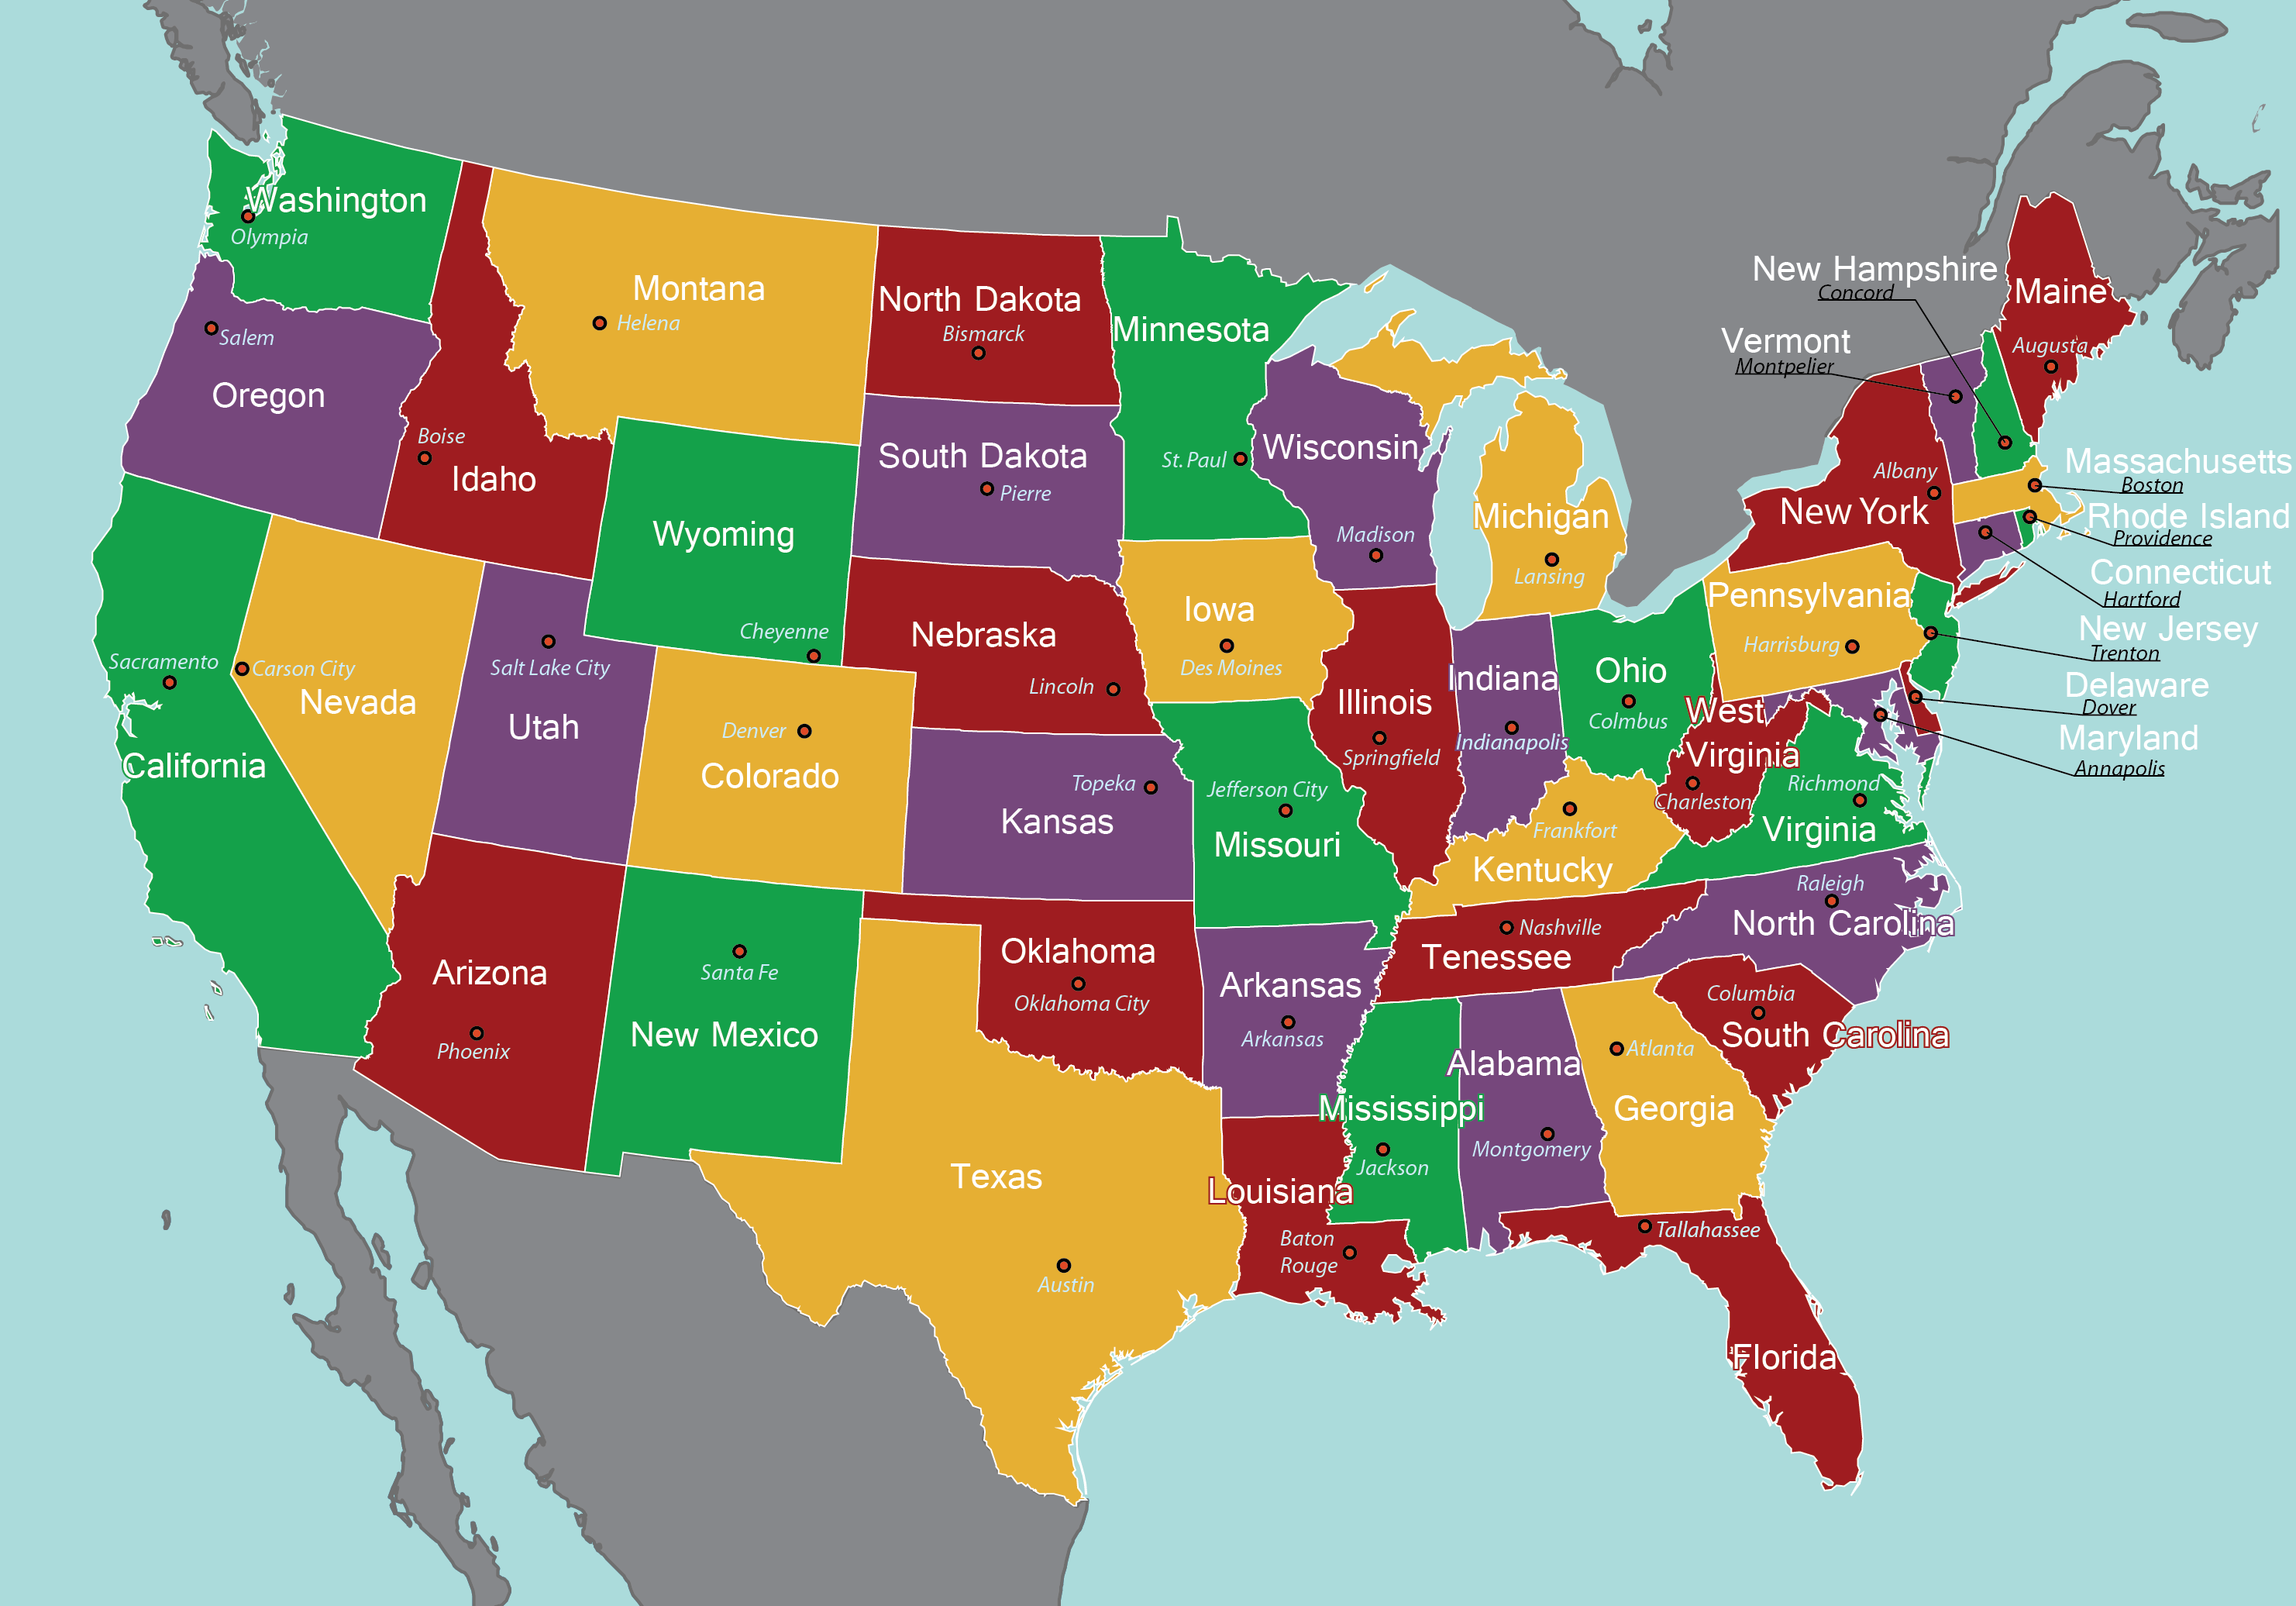 Washington
Olympia
Oregon
Salem
California
Sacramento
Nevada
Carson City
Idaho
Boise
Montana
Helena
Wyoming
Cheyenne
Utah
Salt Lake City
Colorado
Denver
Arizona
Phoenix
New Mexico
Santa Fe
North Dakota
Bismarck
South Dakota
Pierre
Nebraska
Lincoln
Kansas
Topeka
Oklahoma
Oklahoma City
Texas
Austin
Minnesota
St. Paul
Iowa
Des Moines
Missouri
Jefferson City
Arkansas
Arkansas
Louisiana
Baton
Rouge
Wisconsin
Madison
Illinois
Springfield
Michigan
Lansing
Indiana
Indianapolis
Ohio
Colmbus
Kentucky
Frankfort
Tenessee
Nashville
Mississippi
Jackson
Alabama
Montgomery
Georgia
Atlanta
Florida
Tallahassee
South Carolina
Columbia
North Carolina
Raleigh
Virginia
Richmond
West
Virginia
Charleston
Pennsylvania
Harrisburg
New York
Albany
Vermont
Montpelier
New Hampshire
Concord
Maine
Augusta
Massachusetts
Boston
Rhode Island
Providence
Connecticut
Hartford
New Jersey
Trenton
Delaware
Dover
Maryland
Annapolis